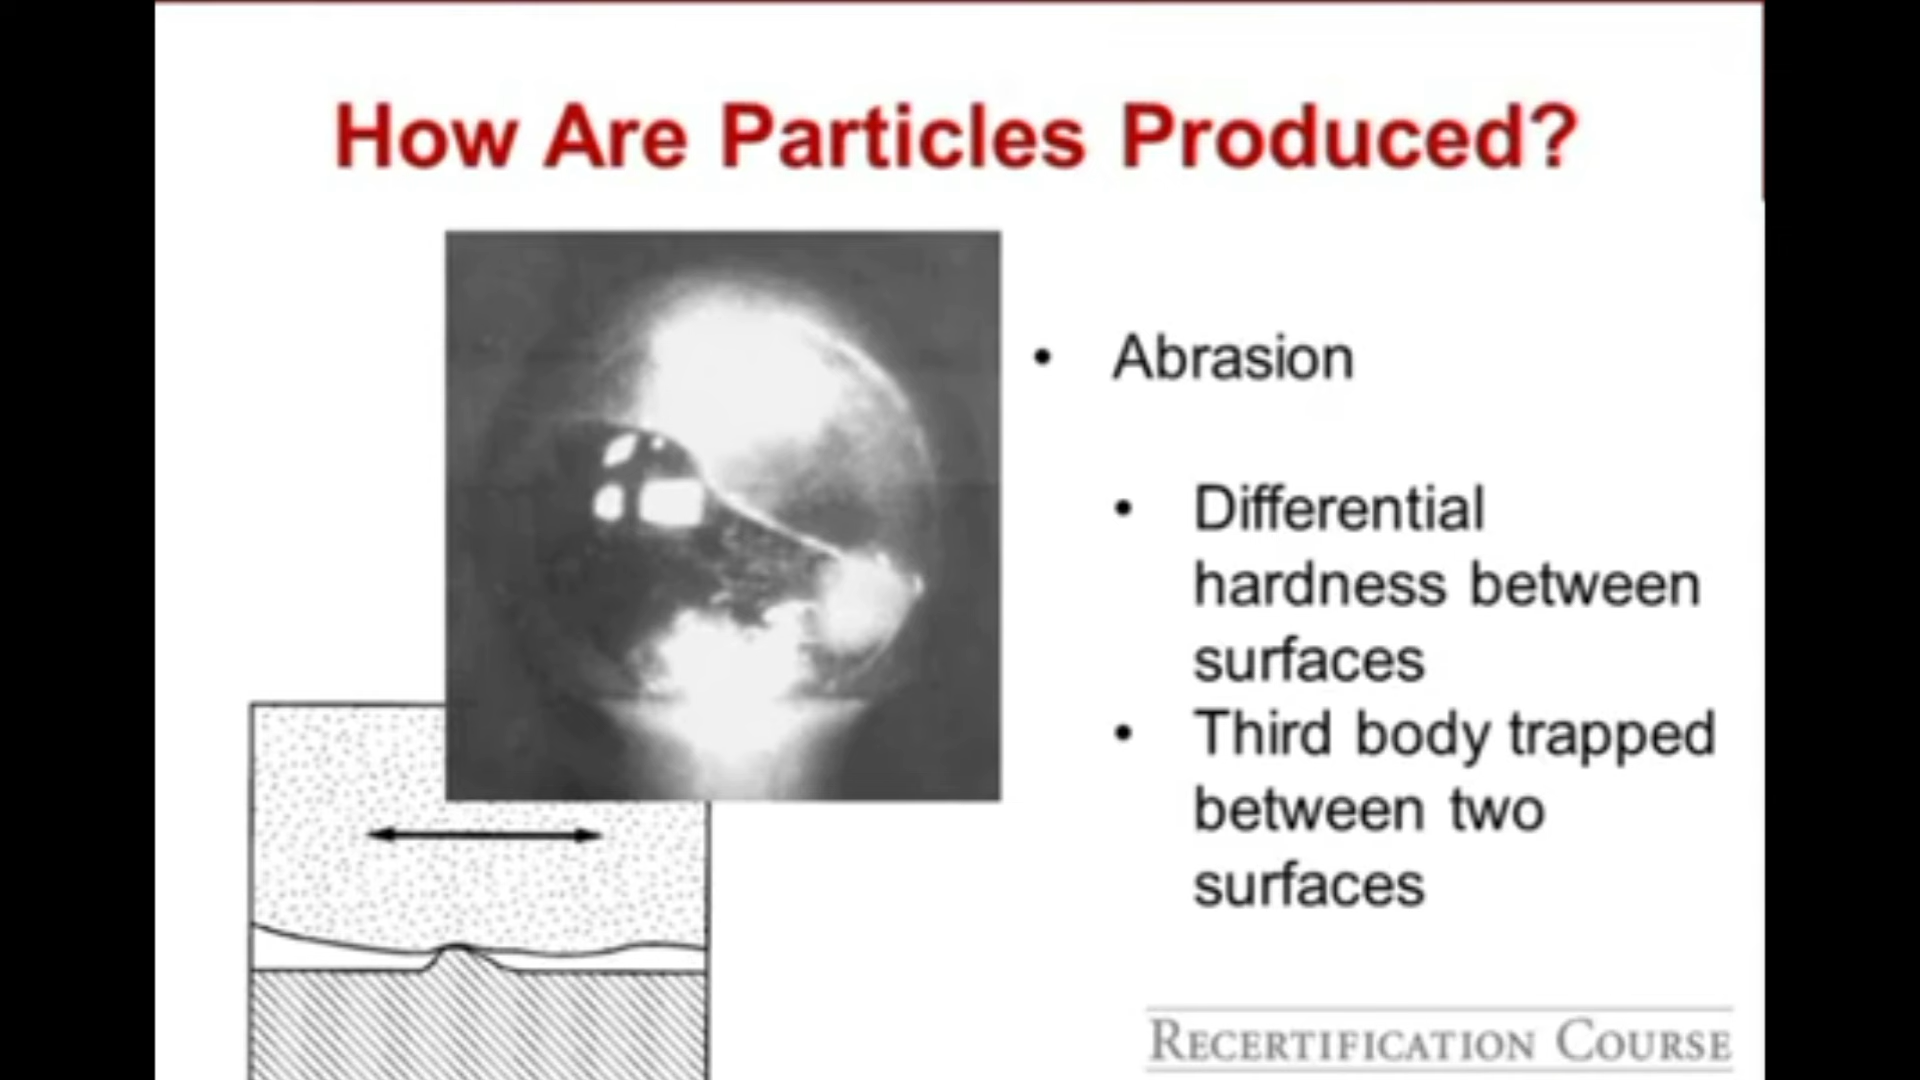 How Are Particles Produced?
• Abrasion
• Differential
hardness between
surfaces
• Third body trapped
between two
surfaces
RECERTIFICATION COURSE